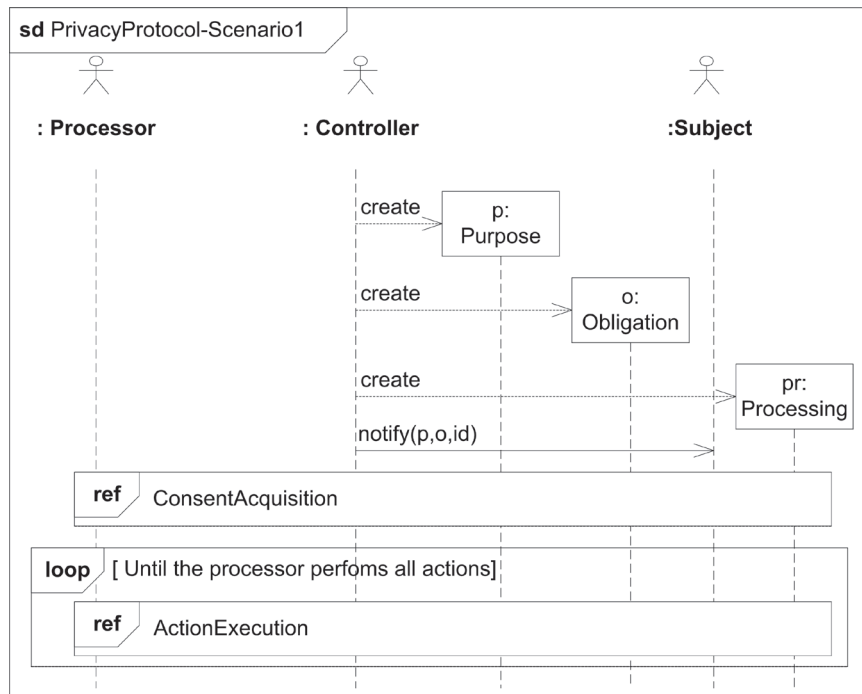 sd PrivacyProtocol-Scenario1
: Processor
: Controller
:Subject
create
p:
Purpose
create
o:
Obligation
create
pr:
Processing
notify(p,o,id)
ref ConsentAcquisition
loop [ Until the processor perfoms all actions]
ref ActionExecution